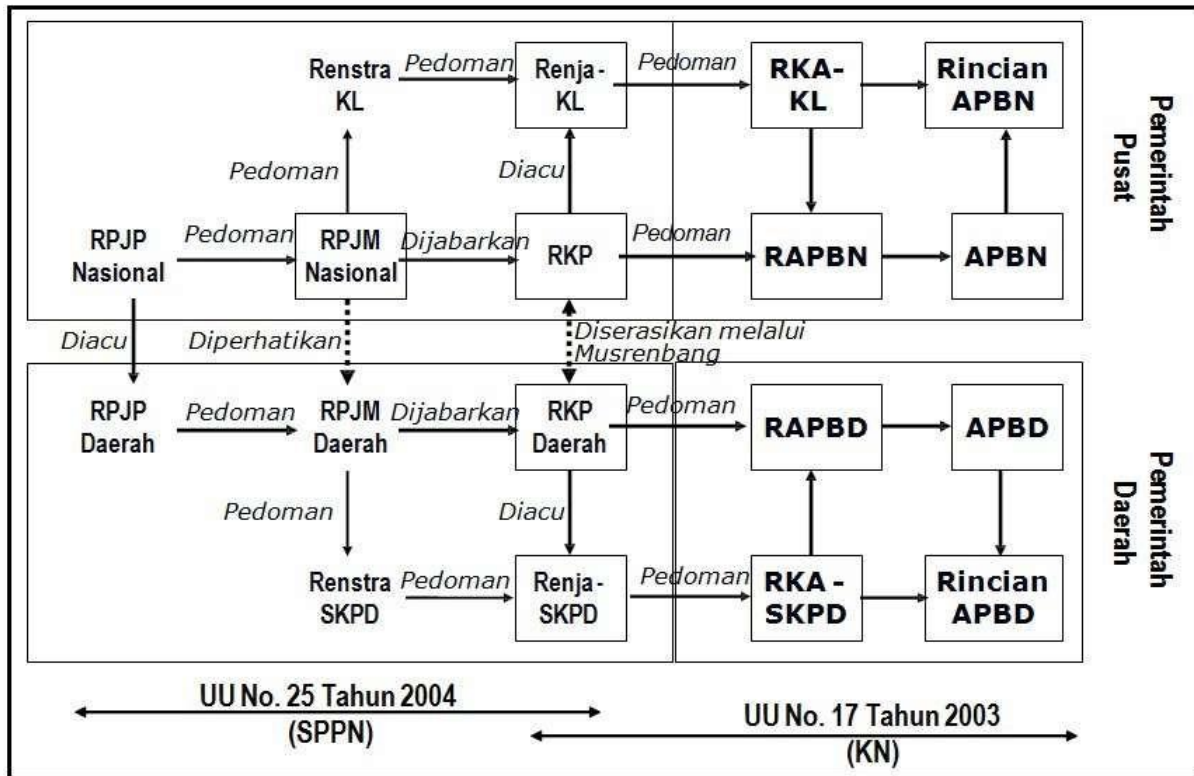 Renstra
KL
Pedoman
Renja-
KL
Pedoman
RKA-
KL
Rincian
APBN
Pedoman
Diacu
RPJP
Nasional
Pedoman
RPJM
Nasional
Dijabarkan
RKP
Pedoman
RAPBN
APBN
Pemerintah
Pusat
Diacu
Diperhatikan
Diserasikan melalui
Musrenbang
RPJP
Daerah
Pedoman
RPJM
Daerah
Dijabarkan
RKP
Daerah
Pedoman
RAPBD
APBD
Pedoman
Diacu
Renstra
SKPD
Pedoman
Renja-
SKPD
Pedoman
RKA -
SKPD
Rincian
APBD
Pemerintah
Daerah
UU No. 25 Tahun 2004
(SPPN)
UU No. 17 Tahun 2003
(KN)